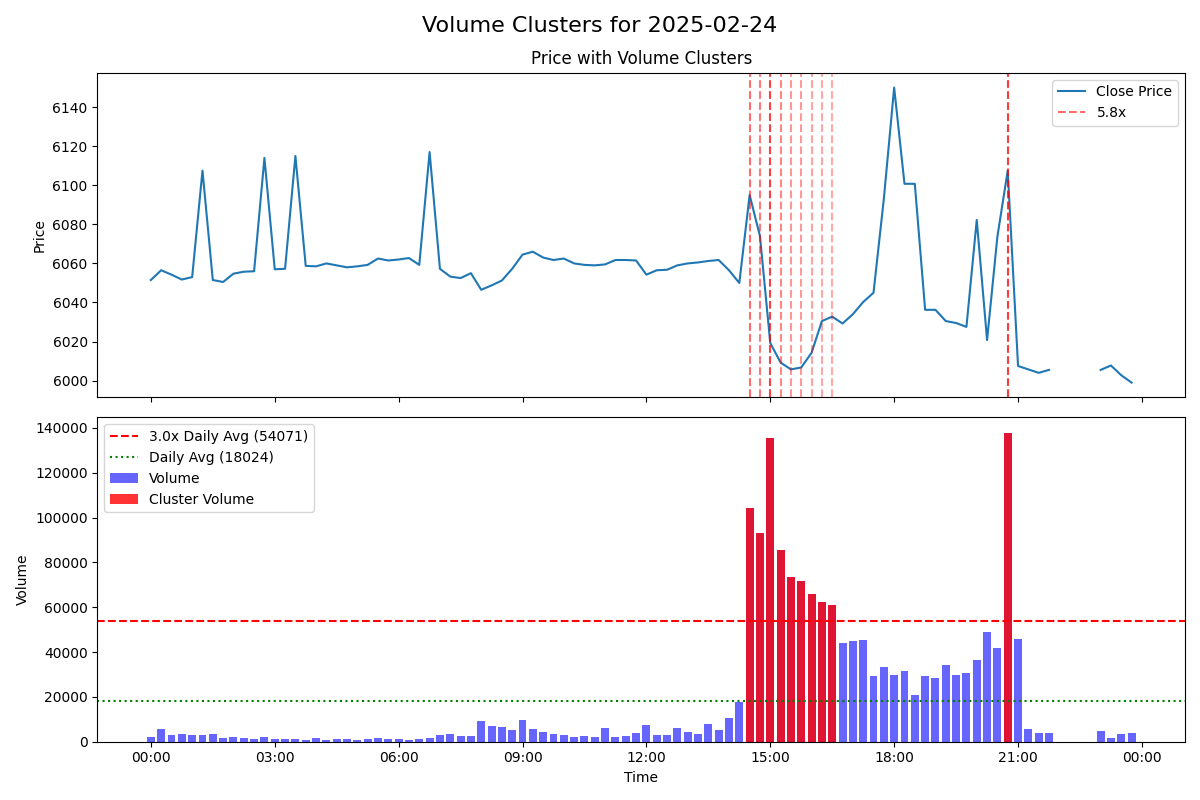 Volume Clusters for 2025-02-24
Price with Volume Clusters
Price
6140
6120
6100
6080
6060
6040
6020
6000
Close Price
5.8x
Volume
140000
120000
100000
80000
60000
40000
20000
0
3.0x Daily Avg (54071)
Daily Avg (18024)
Volume
Cluster Volume
00:00 03:00 06:00 09:00 12:00 15:00 18:00 21:00 00:00
Time